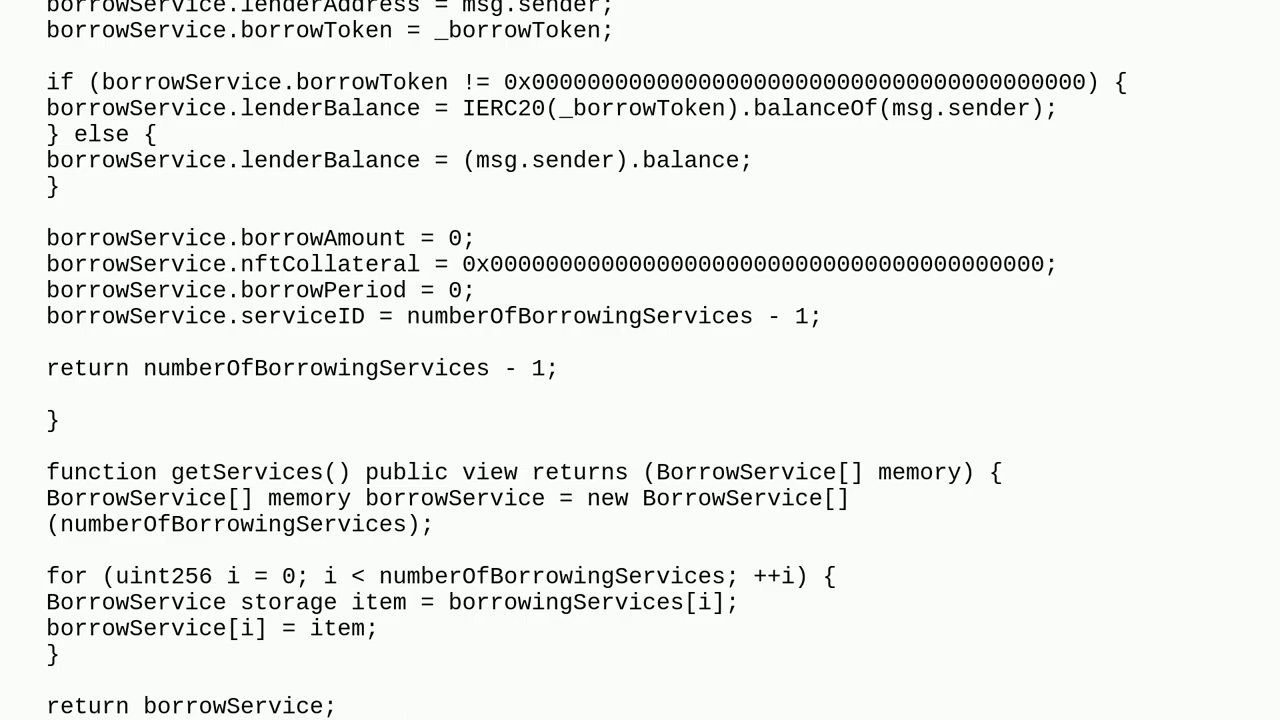 borrowService.lenderAddress = msg.sender;
borrowService.borrowToken = _borrowToken;
if (borrowService.borrowToken != 0x0000000000000000000000000000000000000000) {
borrowService.lenderBalance = IERC20(_borrowToken).balanceOf(msg.sender);
} else {
borrowService.lenderBalance = (msg.sender).balance;
}
borrowService.borrowAmount = 0;
borrowService.nftCollateral = 0x0000000000000000000000000000000000000000;
borrowService.borrowPeriod = 0;
borrowService.serviceID = numberOfBorrowingServices - 1;
return numberOfBorrowingServices - 1;
}
function getServices() public view returns (BorrowService[] memory) {
BorrowService[] memory borrowService = new BorrowService[]
(numberOfBorrowingServices);
for (uint256 i = 0; i < numberOfBorrowingServices; ++i) {
BorrowService storage item = borrowingServices[i];
borrowService[i] = item;
}
return borrowService;